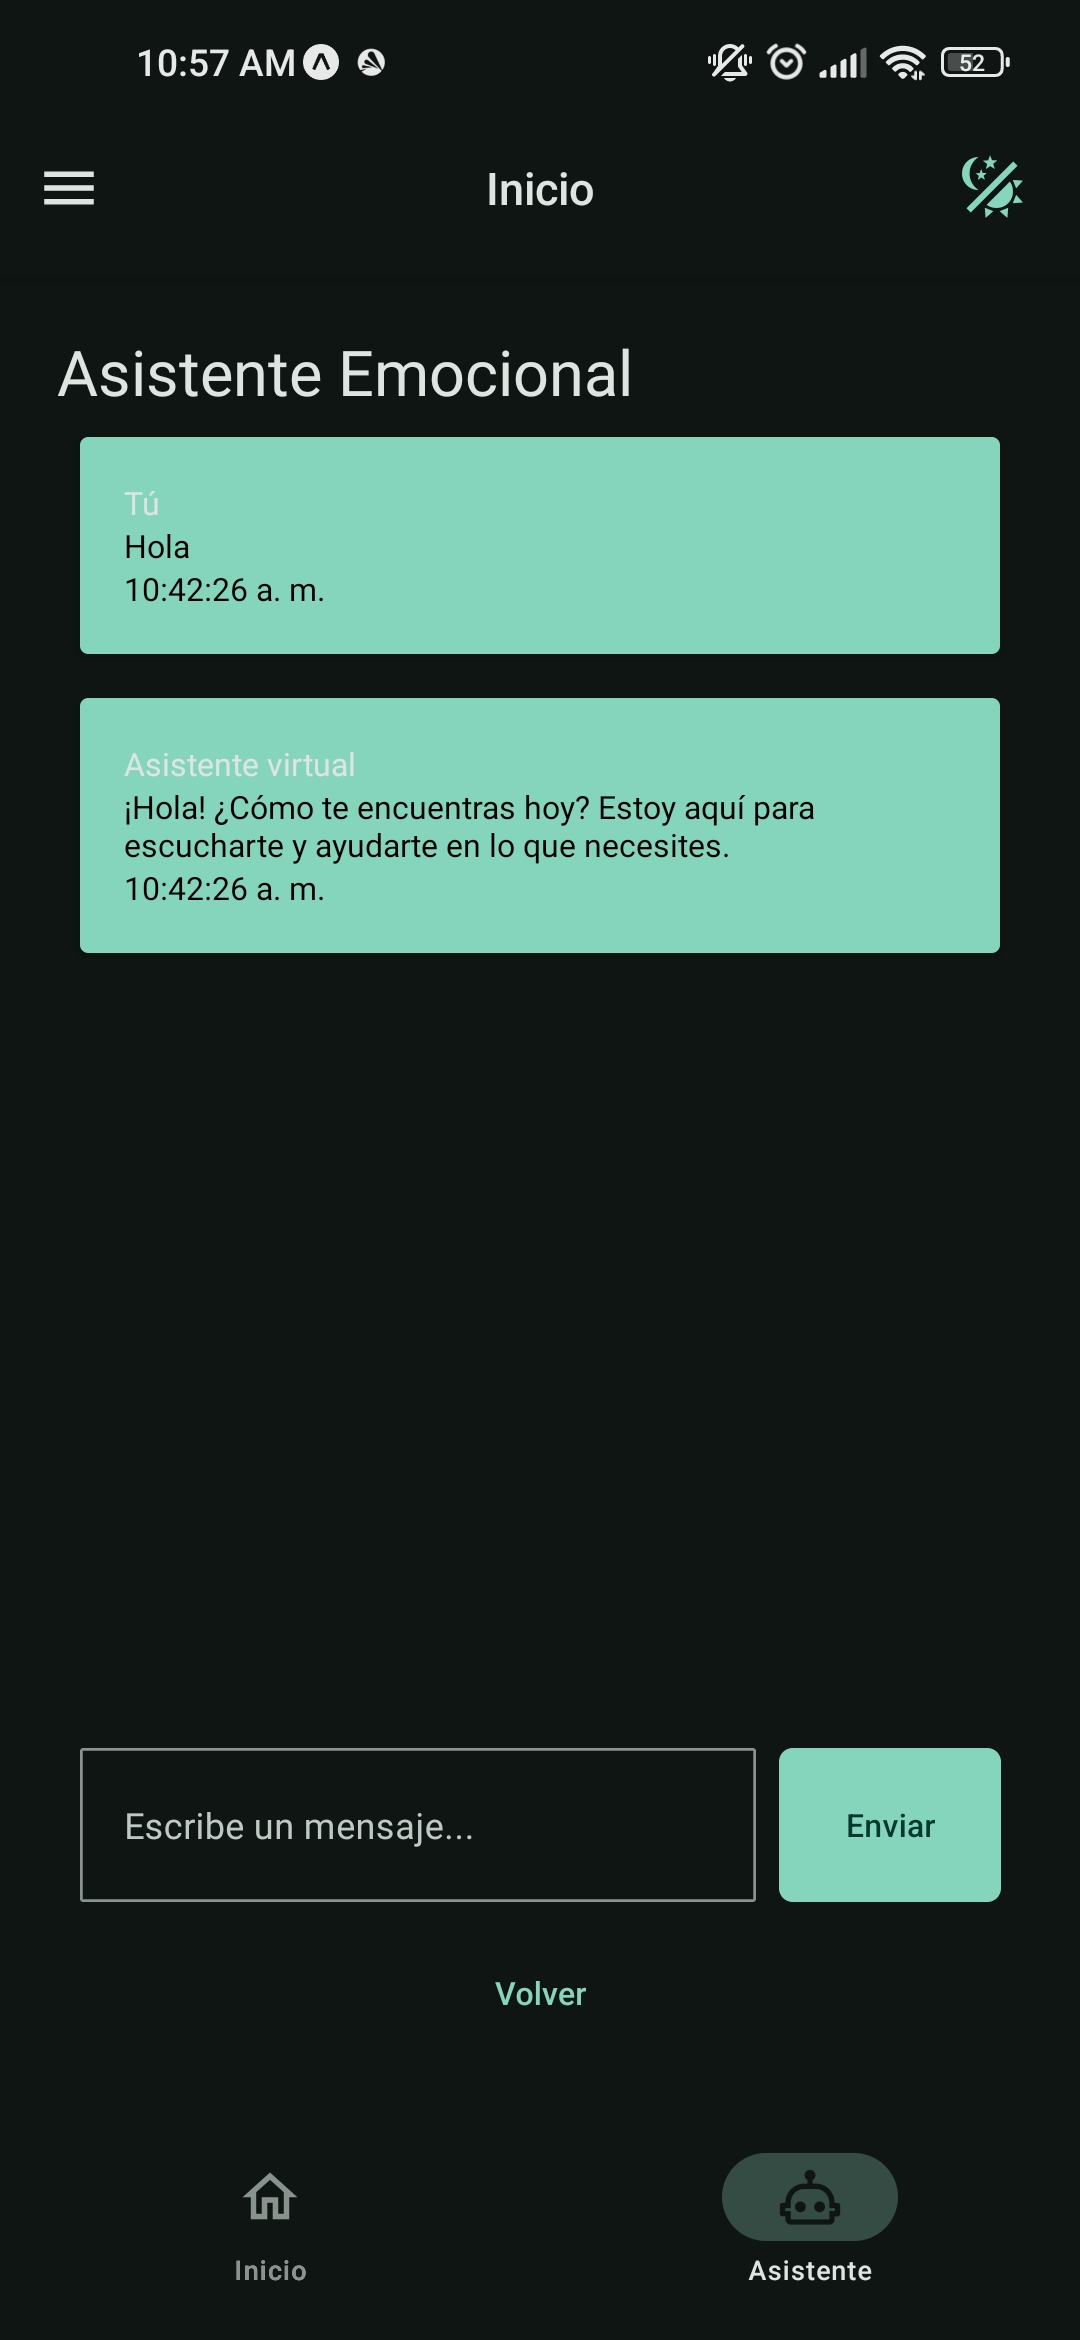 10:57 AM
52
Inicio
Asistente Emocional
Tú
Hola
10:42:26 a. m.
Asistente virtual
¡Hola! ¿Cómo te encuentras hoy? Estoy aquí para
escucharte y ayudarte en lo que necesites.
10:42:26 a. m.
Escribe un mensaje...
Enviar
Volver
Inicio
Asistente